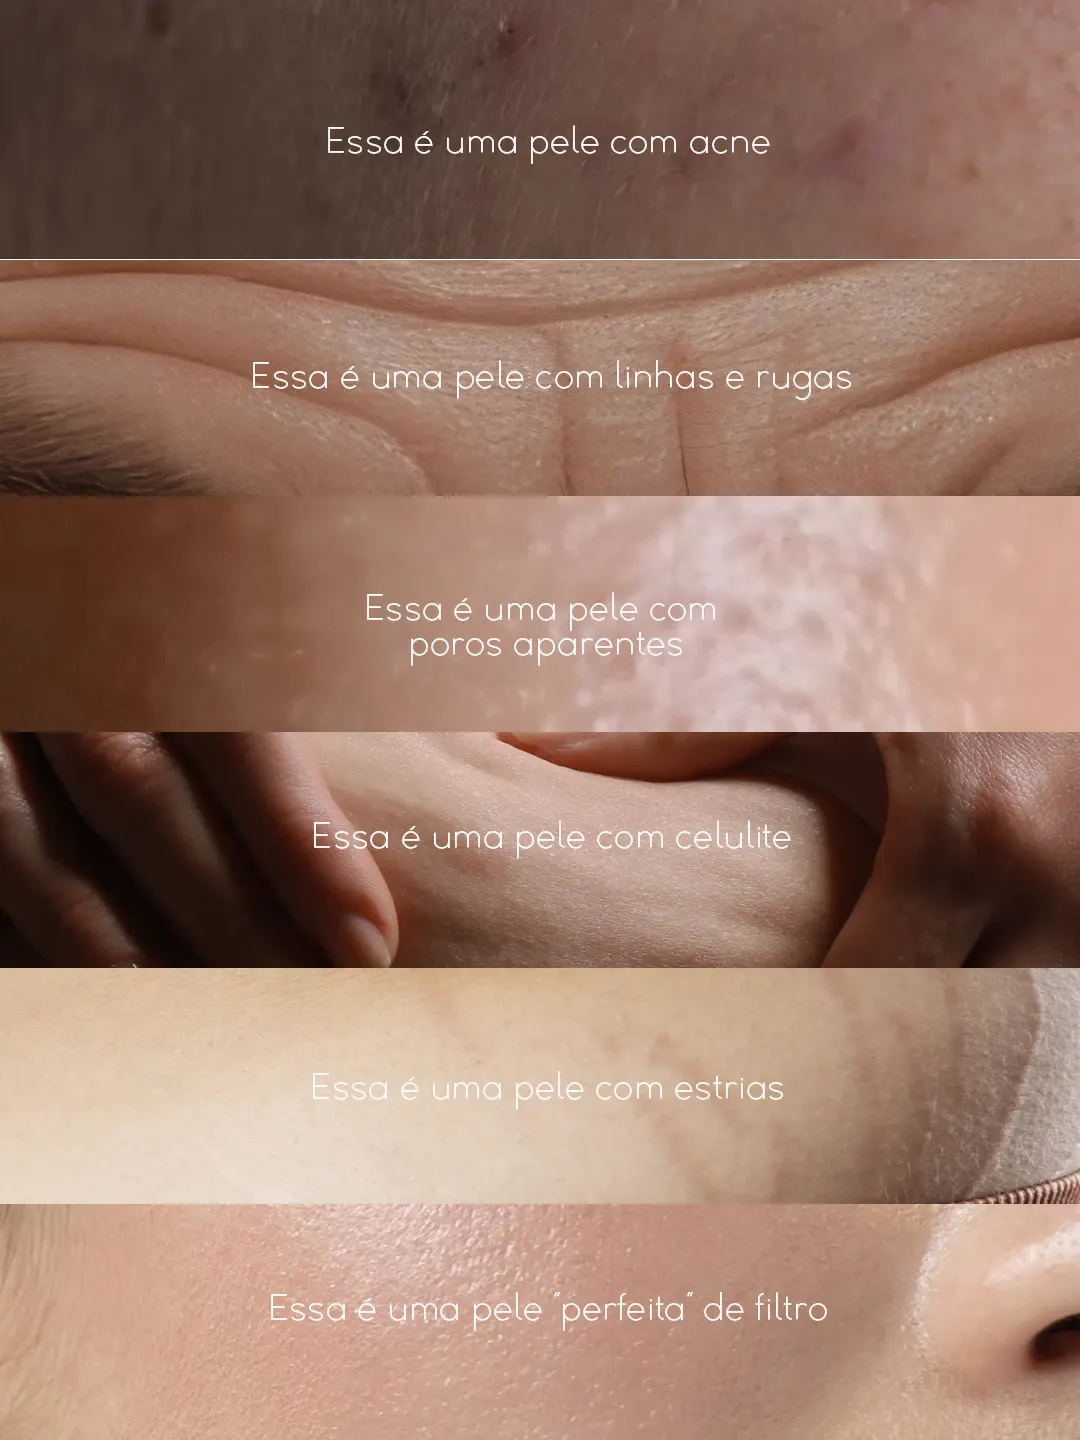 Essa é uma pele com acne
Essa é uma pele com linhas e rugas
Essa é uma pele com
poros aparentes
Essa é uma pele com celulite
Essa é uma pele com estrias
Essa é uma pele "perfeita" de filtro